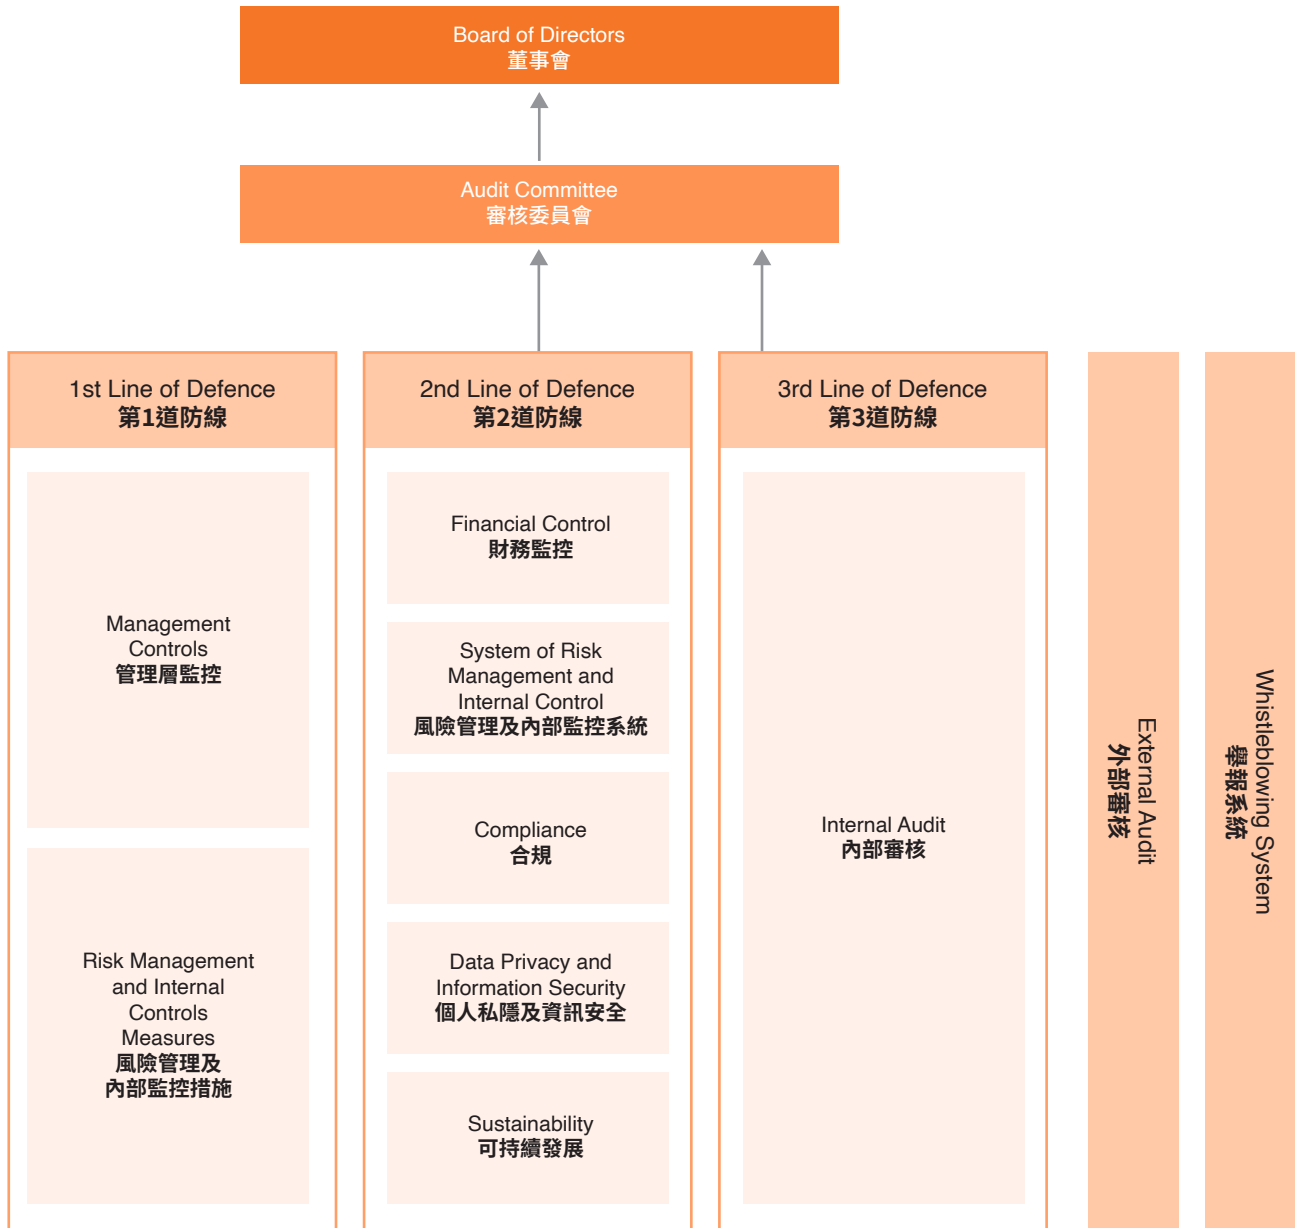 Board of Directors
董事會
Audit Committee
審核委員會
1st Line of Defence
第1道防線
Management
Controls
管理層監控
Risk Management
and Internal
Controls
Measures
風險管理及
內部監控措施
2nd Line of Defence
第2道防線
Financial Control
財務監控
System of Risk
Management and
Internal Control
風險管理及內部監控系統
Compliance
合規
Data Privacy and
Information Security
個人私隱及資訊安全
Sustainability
可持續發展
3rd Line of Defence
第3道防線
Internal Audit
內部審核
External Audit
外部審核
Whistleblowing System
舉報系統